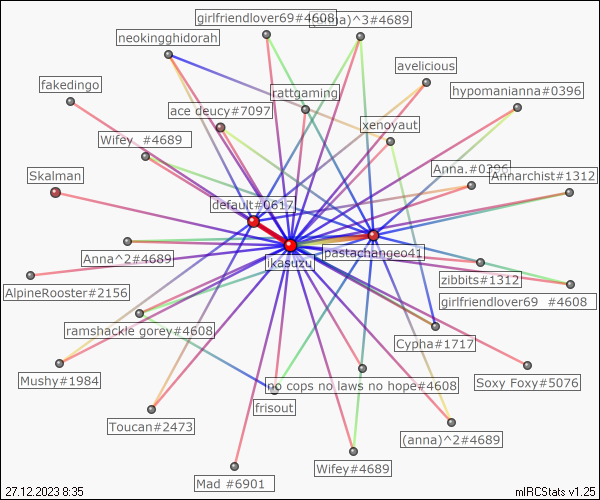 girlfriendlover69#4608
(anna)^3#4689
neokingghidorah
avelicious
fakedingo
rattgaming
hypomanianna#0396
ace deucy#7097
xenoyaut
Wifey_#4689
Anna.#0396
Skalman
Annarchist#1312
default#0617
Anna^2#4689
pastachangeo41
ikasuzu
zibbits#1312
AlpineRooster#2156
girlfriendlover69 #4608
ramshackle gorey#4608
Cypha#1717
Mushy#1984
no cops no laws no hope#4608
Soxy Foxy#5076
frisout
Toucan#2473
(anna)^2#4689
Wifey#4689
Mad #6901
27.12.2023 8:35
mIRCStats v1.25